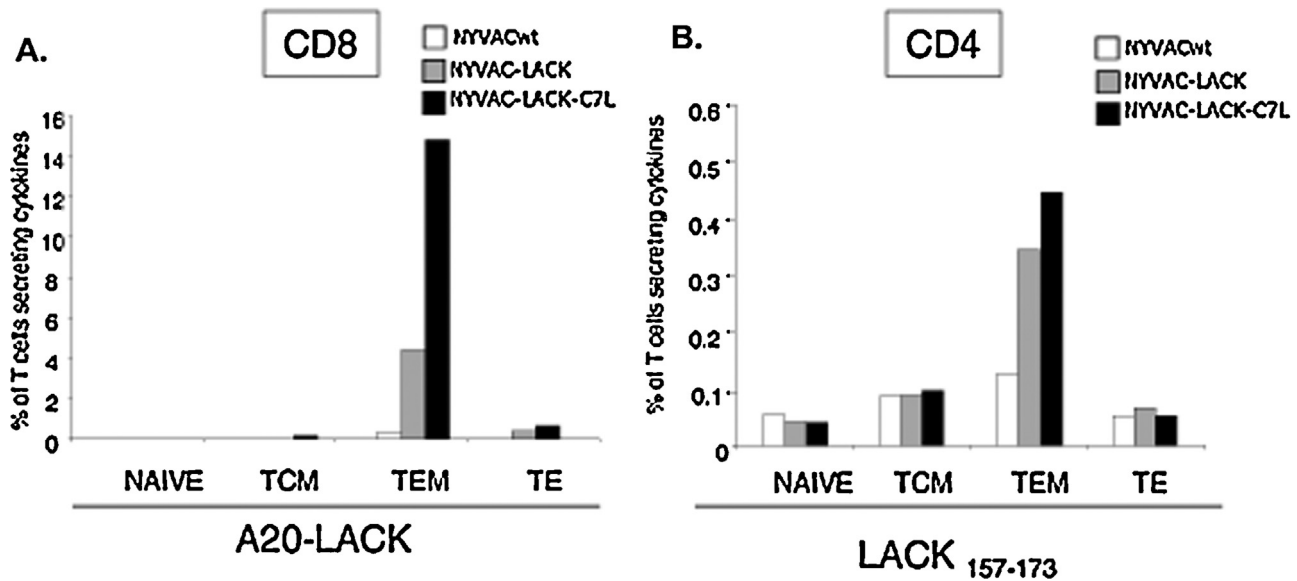 A.
CD8
NYVACwt
NYVAC-LACK
NYVAC-LACK-C7L
% of T cells secreting cytokines
16
14
12
10
8
6
4
2
0
NAIVE TCM TEM TE
A20-LACK
B.
CD4
NYVACwt
NYVAC-LACK
NYVAC-LACK-C7L
% of T cells secreting cytokines
0.6
0.5
0.4
0.3
0.2
0.1
0
NAIVE TCM TEM TE
LACK 157-173